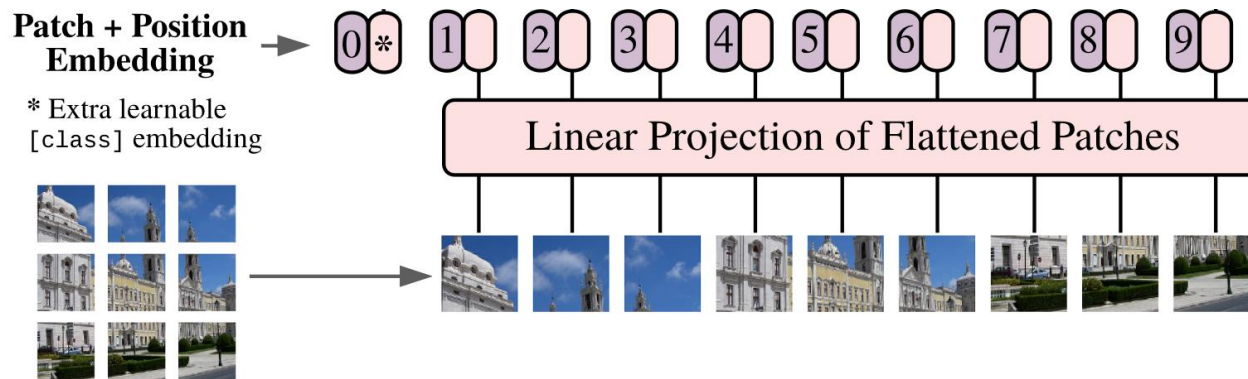 Patch + Position
Embedding
0 * 1 2 3 4 5 6 7 8 9
* Extra learnable
[class] embedding
Linear Projection of Flattened Patches